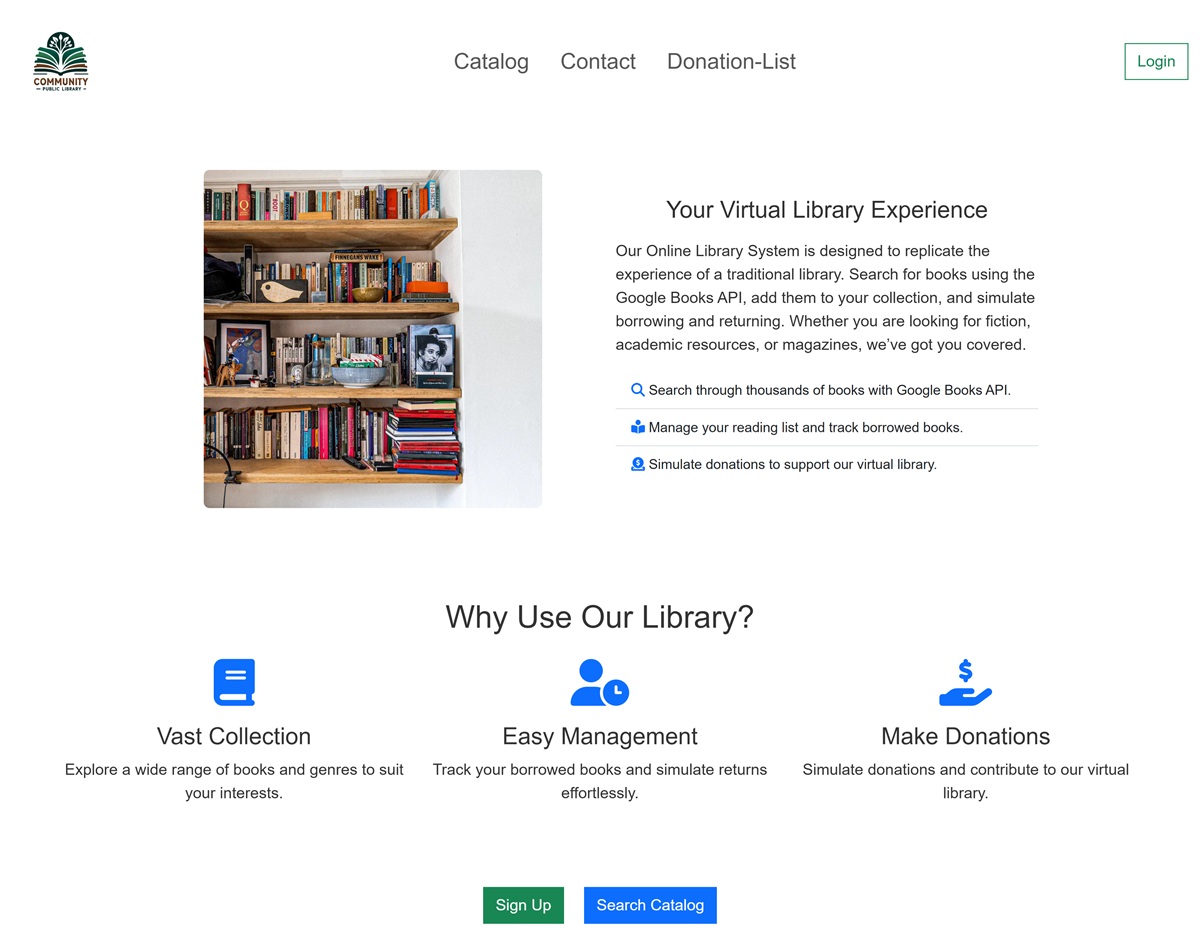 COMMUNITY
PUBLIC LIBRARY
Catalog
Contact
Donation-List
Login
FINNEGANS WAKE
Your Virtual Library Experience
Our Online Library System is designed to replicate the
experience of a traditional library. Search for books using the
Google Books API, add them to your collection, and simulate
borrowing and returning. Whether you are looking for fiction,
academic resources, or magazines, we’ve got you covered.
Search through thousands of books with Google Books API.
Manage your reading list and track borrowed books.
Simulate donations to support our virtual library.
Why Use Our Library?
Vast Collection
Explore a wide range of books and genres to suit
your interests.
Easy Management
Track your borrowed books and simulate returns
effortlessly.
Make Donations
Simulate donations and contribute to our virtual
library.
Sign Up
Search Catalog